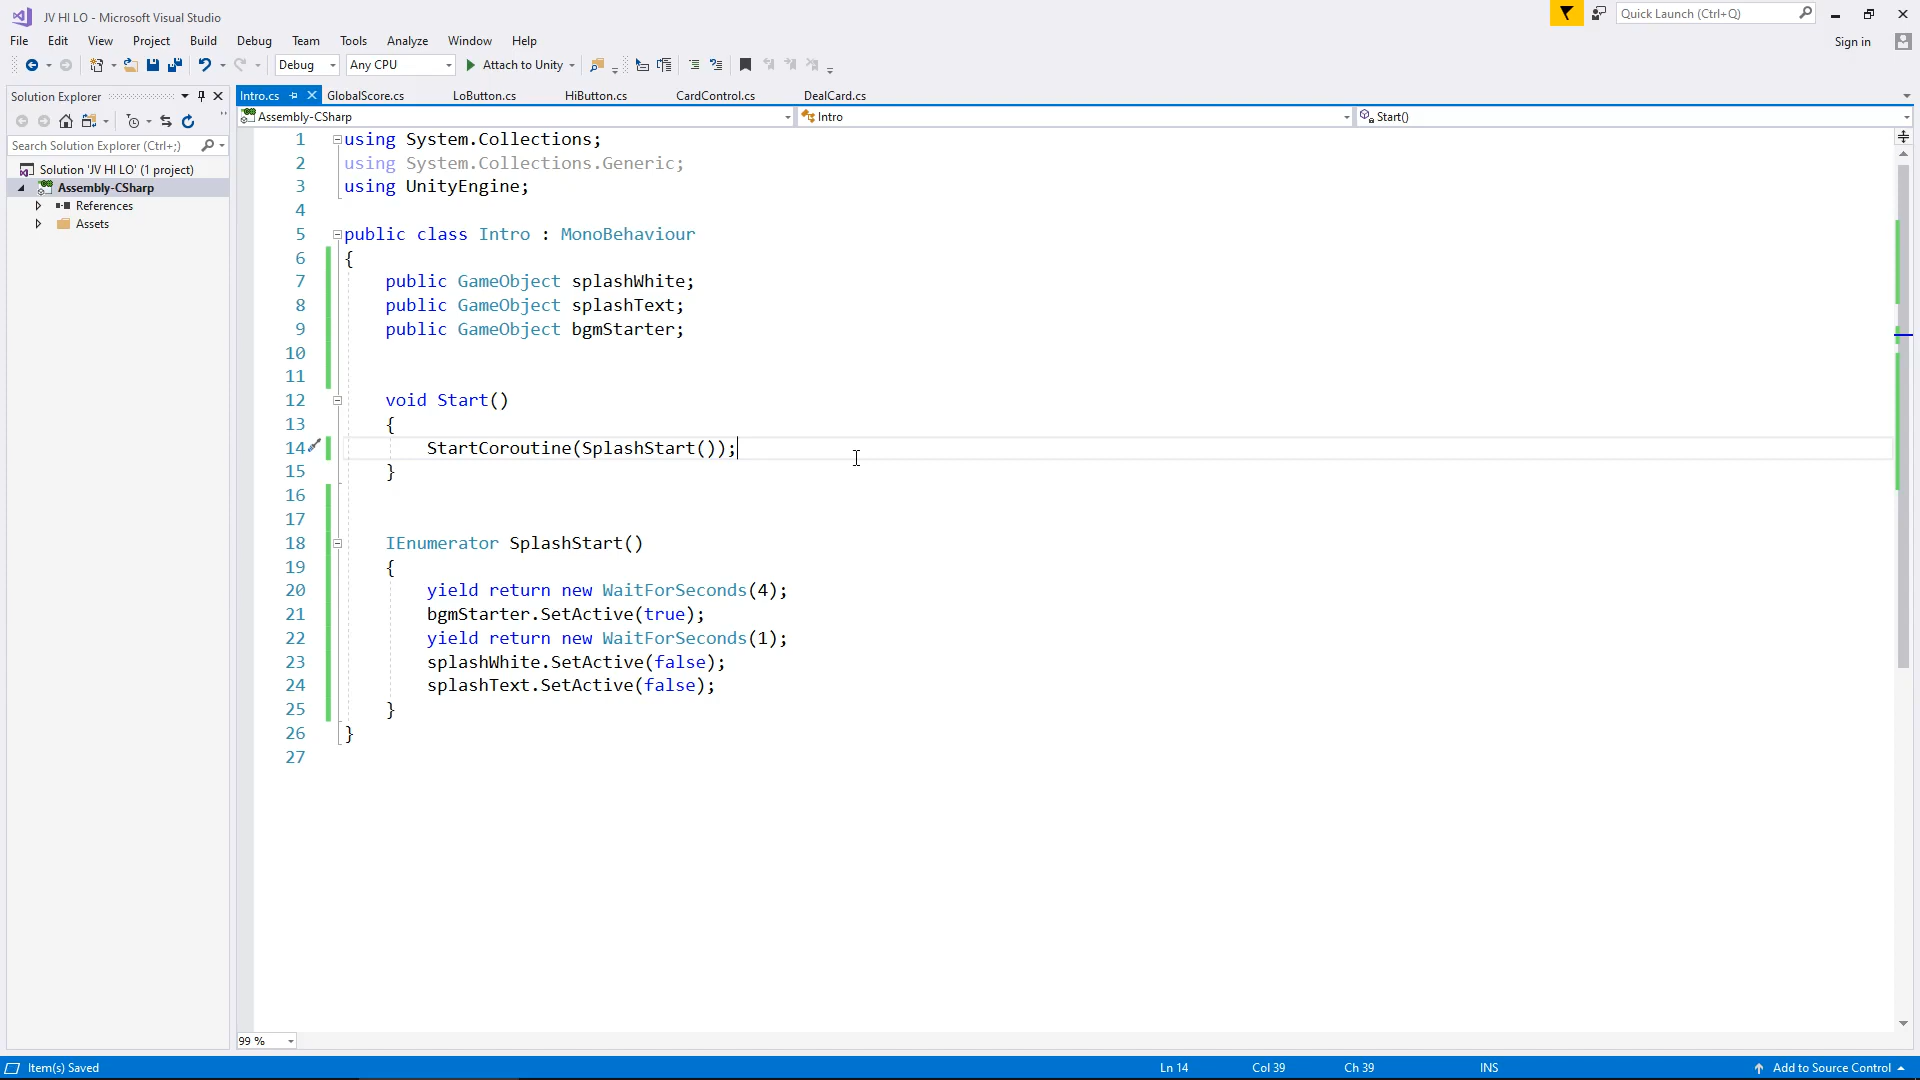 JV HI LO - Microsoft Visual Studio
Quick Launch (Ctrl+Q)
File Edit View Project Build Debug Team Tools Analyze Window Help
Sign in
Debug Any CPU Attach to Unity
Solution Explorer
Intro.cs GlobalScore.cs LoButton.cs HiButton.cs CardControl.cs DealCard.cs
Assembly-CSharp Intro Start()
Search Solution Explorer (Ctrl+;)
Solution 'JV HI LO' (1 project)
Assembly-CSharp
References
Assets
1 using System.Collections;
2 using System.Collections.Generic;
3 using UnityEngine;
4
5 public class Intro : MonoBehaviour
6 {
7 public GameObject splashWhite;
8 public GameObject splashText;
9 public GameObject bgmStarter;
10
11
12 void Start()
13 {
14 StartCoroutine(SplashStart());
15 }
16
17
18 IEnumerator SplashStart()
19 {
20 yield return new WaitForSeconds(4);
21 bgmStarter.SetActive(true);
22 yield return new WaitForSeconds(1);
23 splashWhite.SetActive(false);
24 splashText.SetActive(false);
25 }
26 }
27
99 %
Item(s) Saved Ln 14 Col 39 Ch 39 INS Add to Source Control